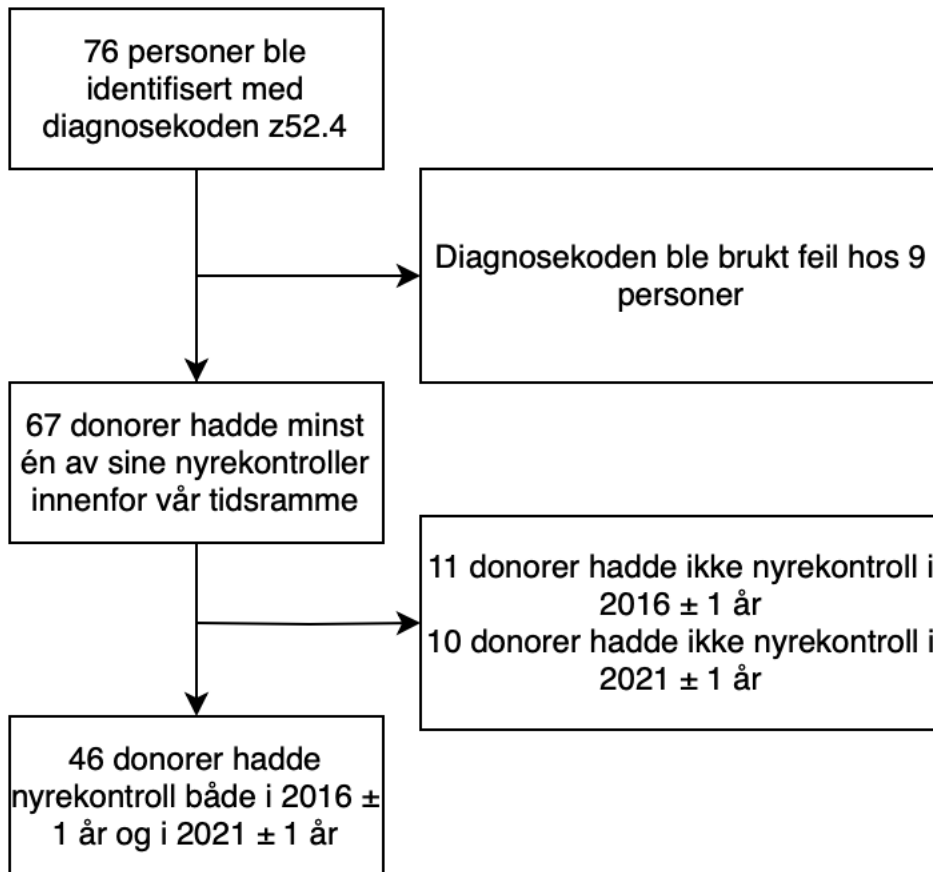 76 personer ble
identifisert med
diagnosekoden z52.4
Diagnosekoden ble brukt feil hos 9
personer
67 donorer hadde minst
én av sine nyrekontroller
innenfor vår tidsramme
11 donorer hadde ikke nyrekontroll i
2016 ± 1 år
10 donorer hadde ikke nyrekontroll i
2021 ± 1 år
46 donorer hadde
nyrekontroll både i 2016 ±
1 år og i 2021 ± 1 år